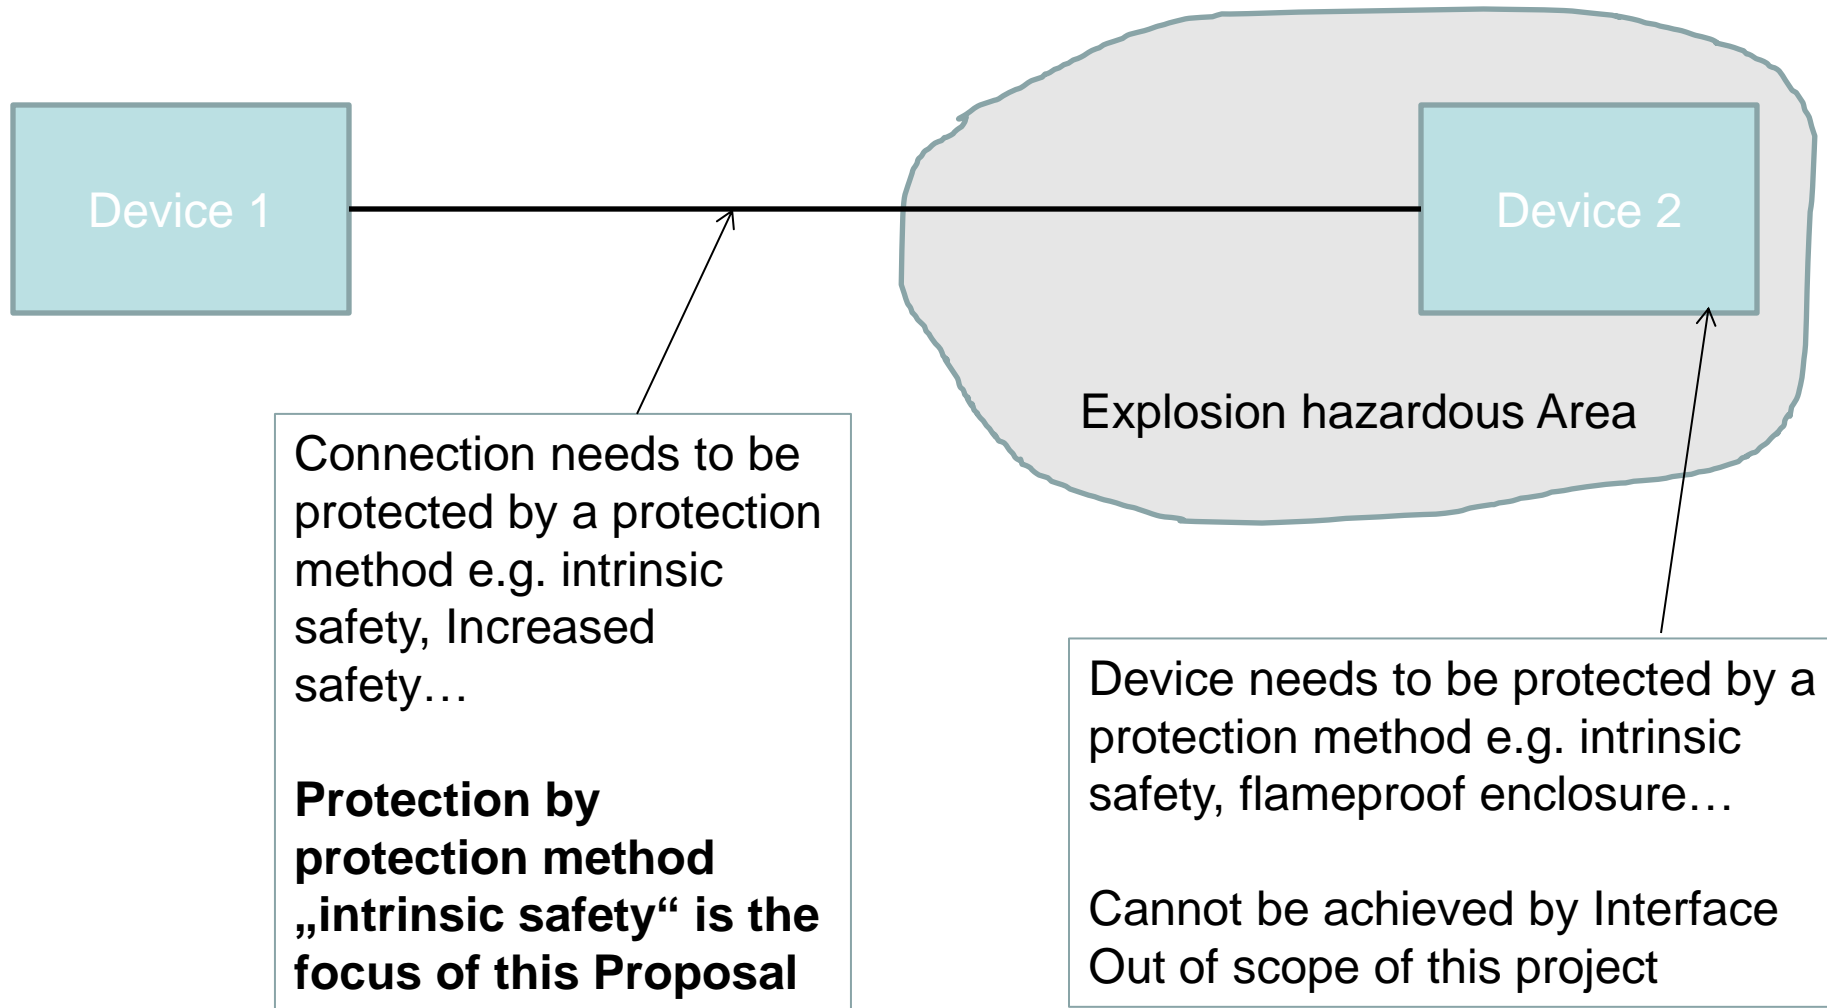 Device 1
Device 2
Explosion hazardous Area
Connection needs to be
protected by a protection
method e.g. intrinsic
safety, Increased
safety…
Protection by
protection method
„intrinsic safety“ is the
focus of this Proposal
Device needs to be protected by a
protection method e.g. intrinsic
safety, flameproof enclosure…
Cannot be achieved by Interface
Out of scope of this project